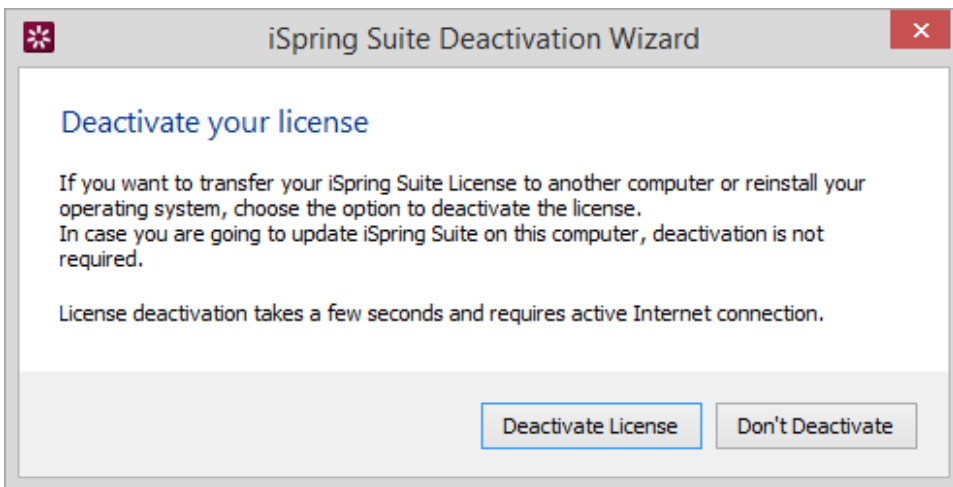 iSpring Suite Deactivation Wizard
Deactivate your license
If you want to transfer your iSpring Suite License to another computer or reinstall your
operating system, choose the option to deactivate the license.
In case you are going to update iSpring Suite on this computer, deactivation is not
required.
License deactivation takes a few seconds and requires active Internet connection.
Deactivate License
Don't Deactivate